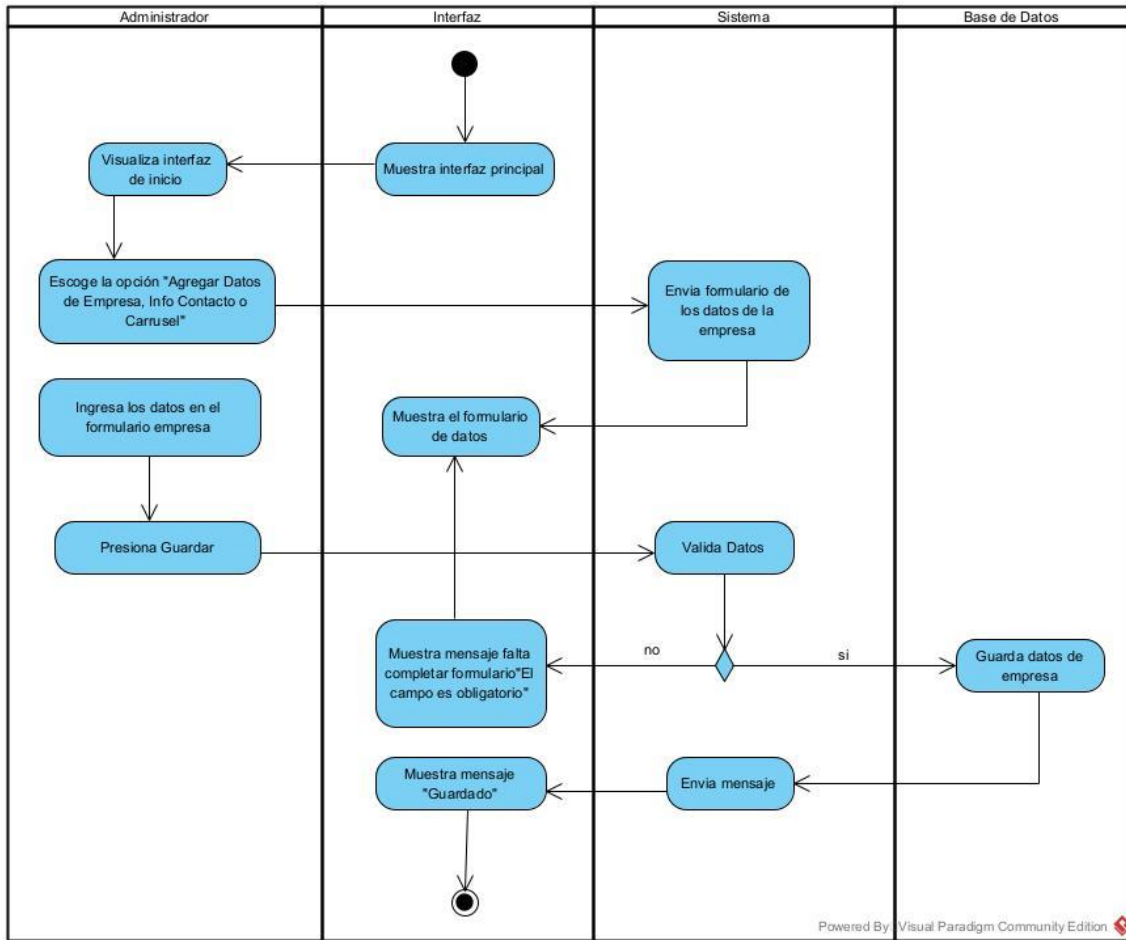 Administrador
Interfaz
Sistema
Base de Datos
Visualiza interfaz
de inicio
Muestra interfaz principal
Escoge la opción "Agregar Datos
de Empresa, Info Contacto o
Carrusel"
Envia formulario de
los datos de la
empresa
Ingresa los datos en el
formulario empresa
Muestra el formulario
de datos
Presiona Guardar
Valida Datos
Muestra mensaje falta
completar formulario"El
campo es obligatorio"
no
si
Guarda datos de
empresa
Muestra mensaje
"Guardado"
Envia mensaje
Powered By Visual Paradigm Community Edition